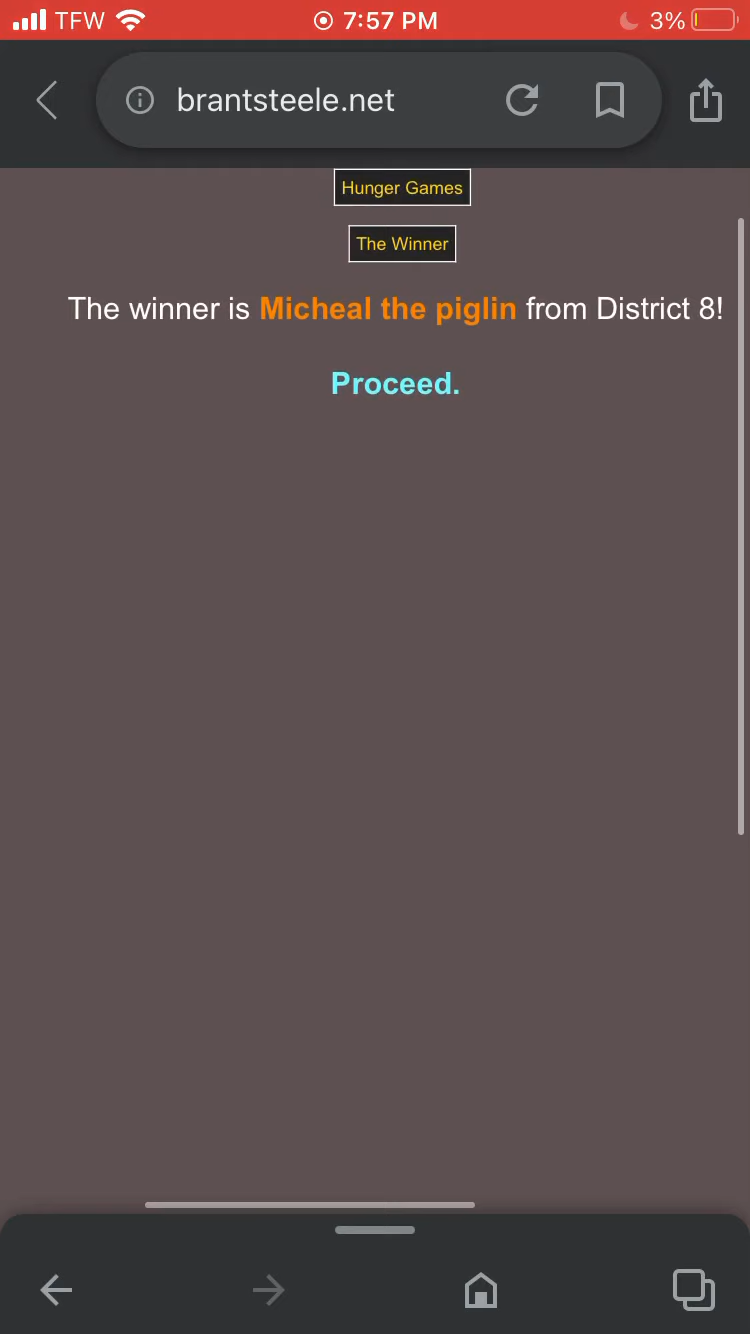 TFW 7:57 PM 3%
brantsteele.net
Hunger Games
The Winner
The winner is Micheal the piglin from District 8!
Proceed.